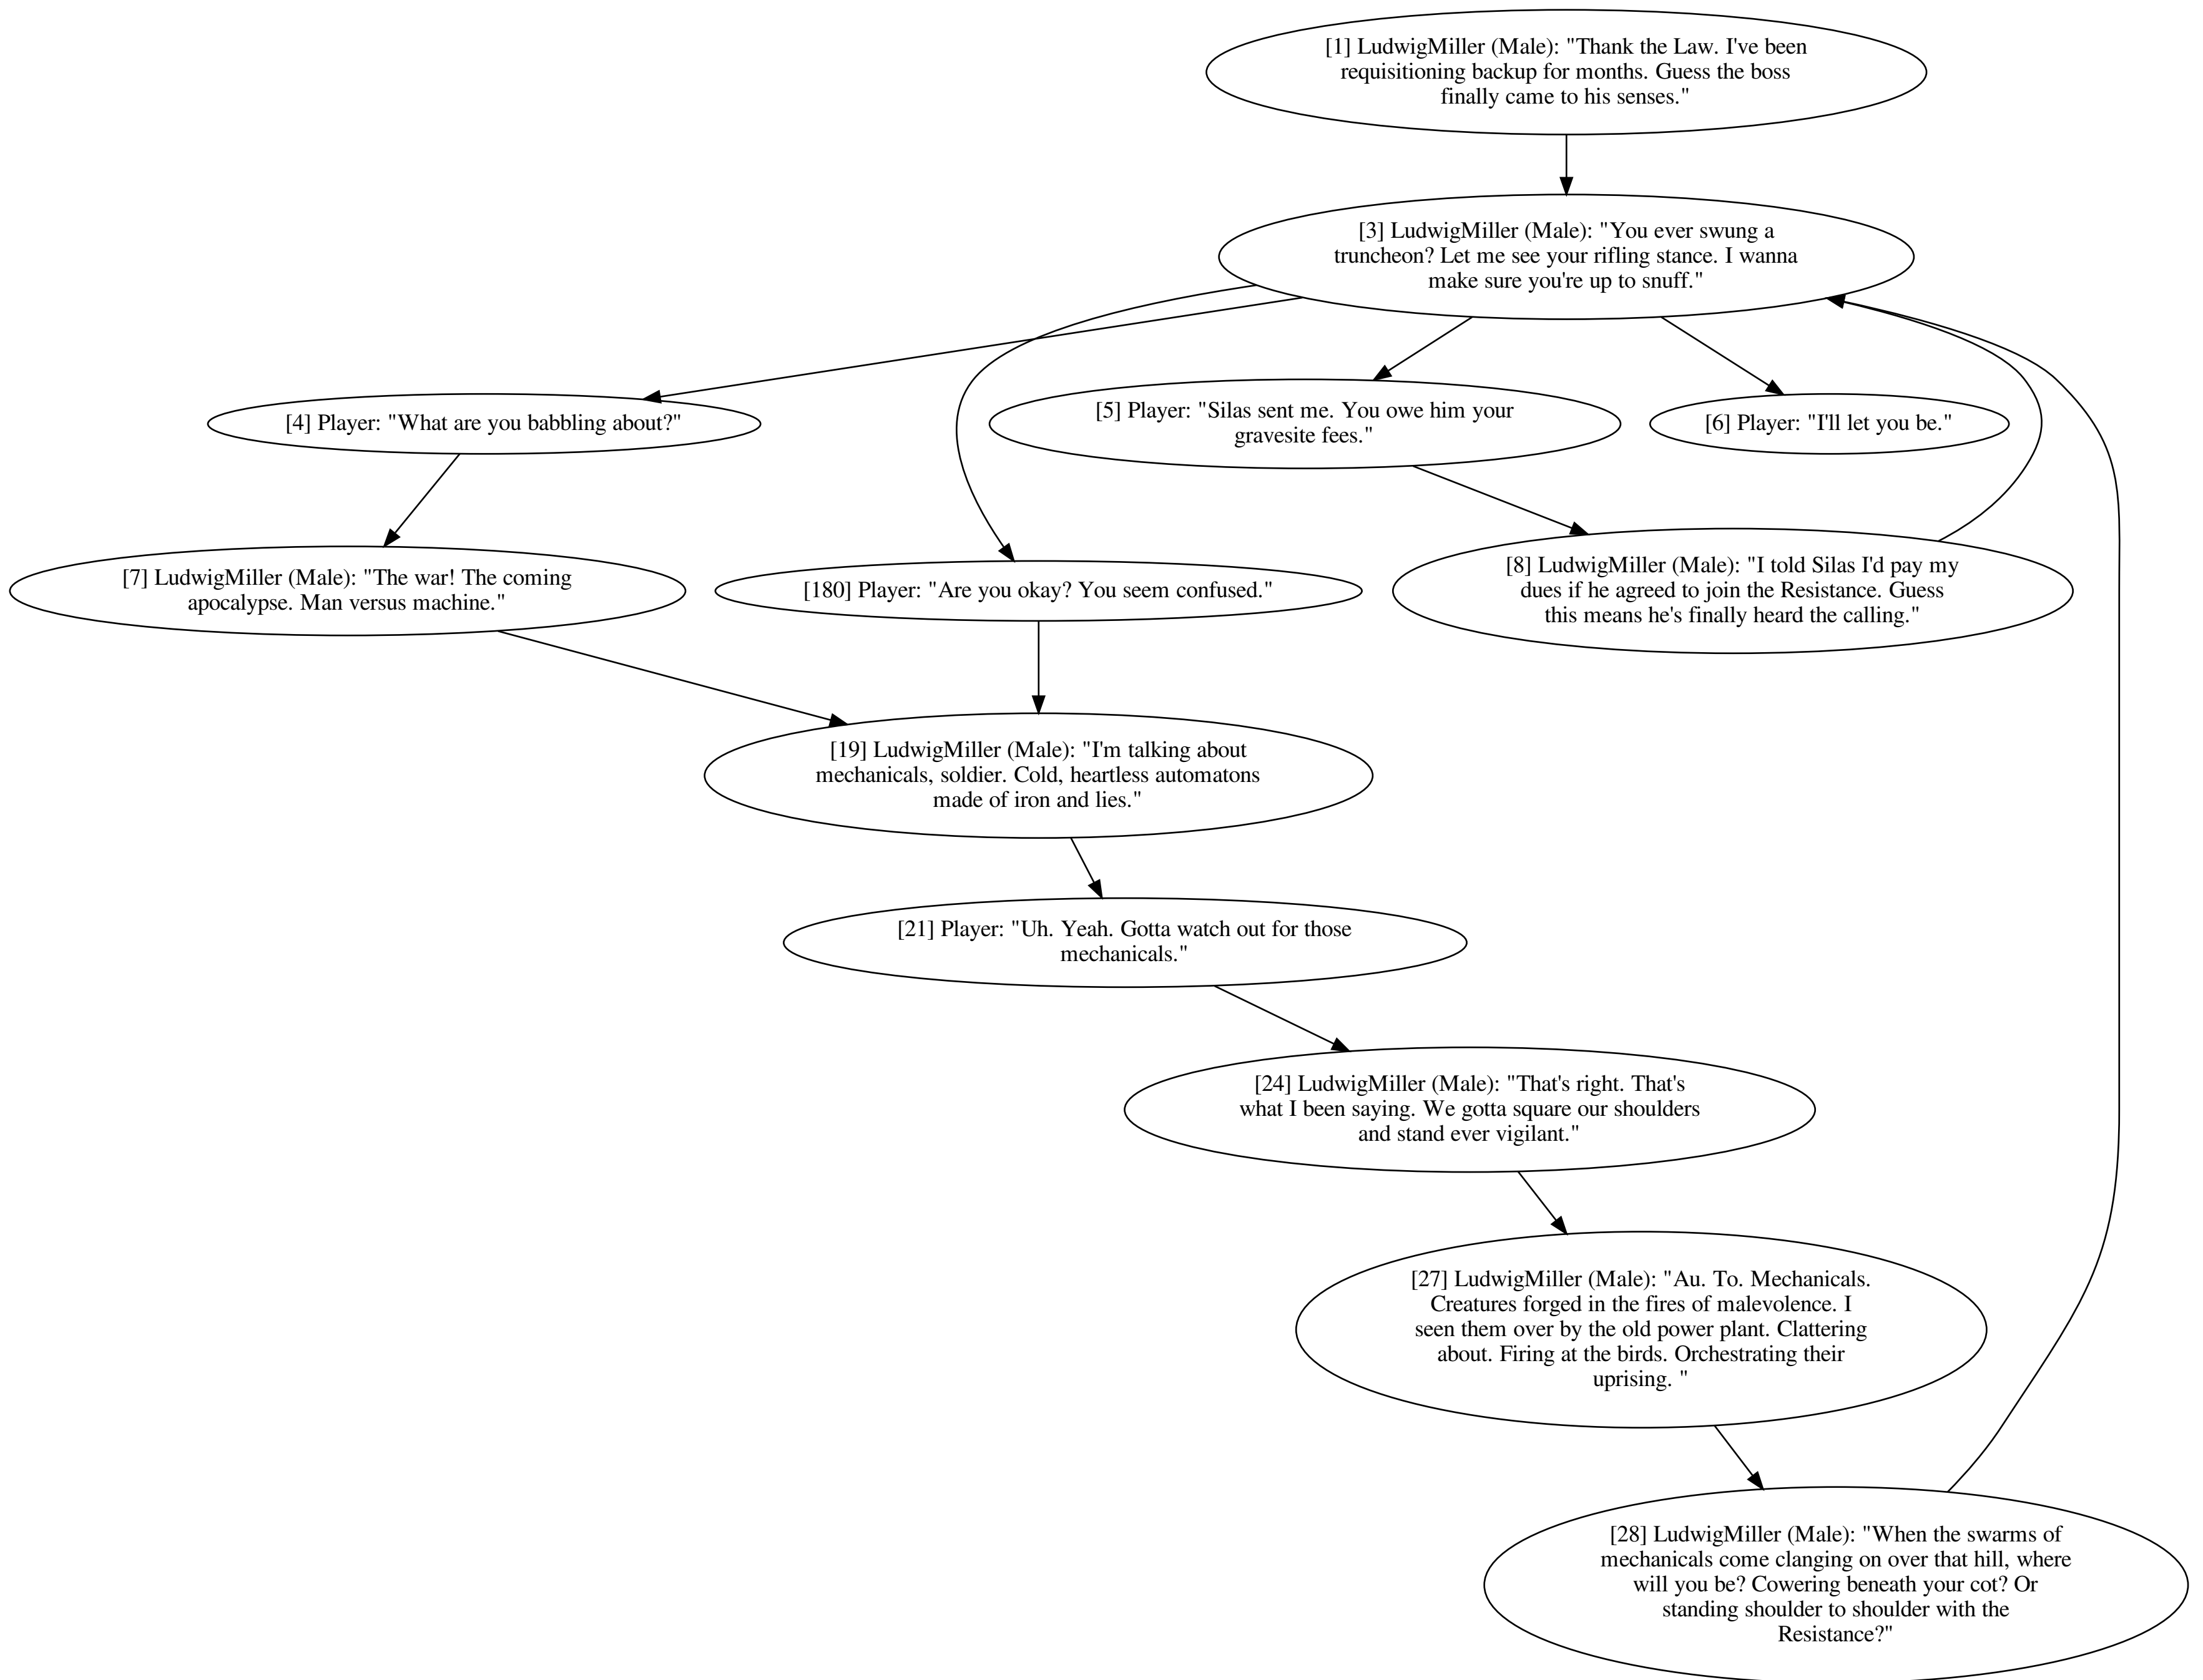 [1] LudwigMiller (Male): "Thank the Law. I've been
requisitioning backup for months. Guess the boss
finally came to his senses."
[3] LudwigMiller (Male): "You ever swung a
truncheon? Let me see your rifling stance. I wanna
make sure you're up to snuff."
[4] Player: "What are you babbling about?"
[5] Player: "Silas sent me. You owe him your
gravesite fees."
[6] Player: "I'll let you be."
[7] LudwigMiller (Male): "The war! The coming
apocalypse. Man versus machine."
[180] Player: "Are you okay? You seem confused."
[8] LudwigMiller (Male): "I told Silas I'd pay my
dues if he agreed to join the Resistance. Guess
this means he's finally heard the calling."
[19] LudwigMiller (Male): "I'm talking about
mechanicals, soldier. Cold, heartless automatons
made of iron and lies."
[21] Player: "Uh. Yeah. Gotta watch out for those
mechanicals."
[24] LudwigMiller (Male): "That's right. That's
what I been saying. We gotta square our shoulders
and stand ever vigilant."
[27] LudwigMiller (Male): "Au. To. Mechanicals.
Creatures forged in the fires of malevolence. I
seen them over by the old power plant. Clattering
about. Firing at the birds. Orchestrating their
uprising. "
[28] LudwigMiller (Male): "When the swarms of
mechanicals come clanging on over that hill, where
will you be? Cowering beneath your cot? Or
standing shoulder to shoulder with the
Resistance?"